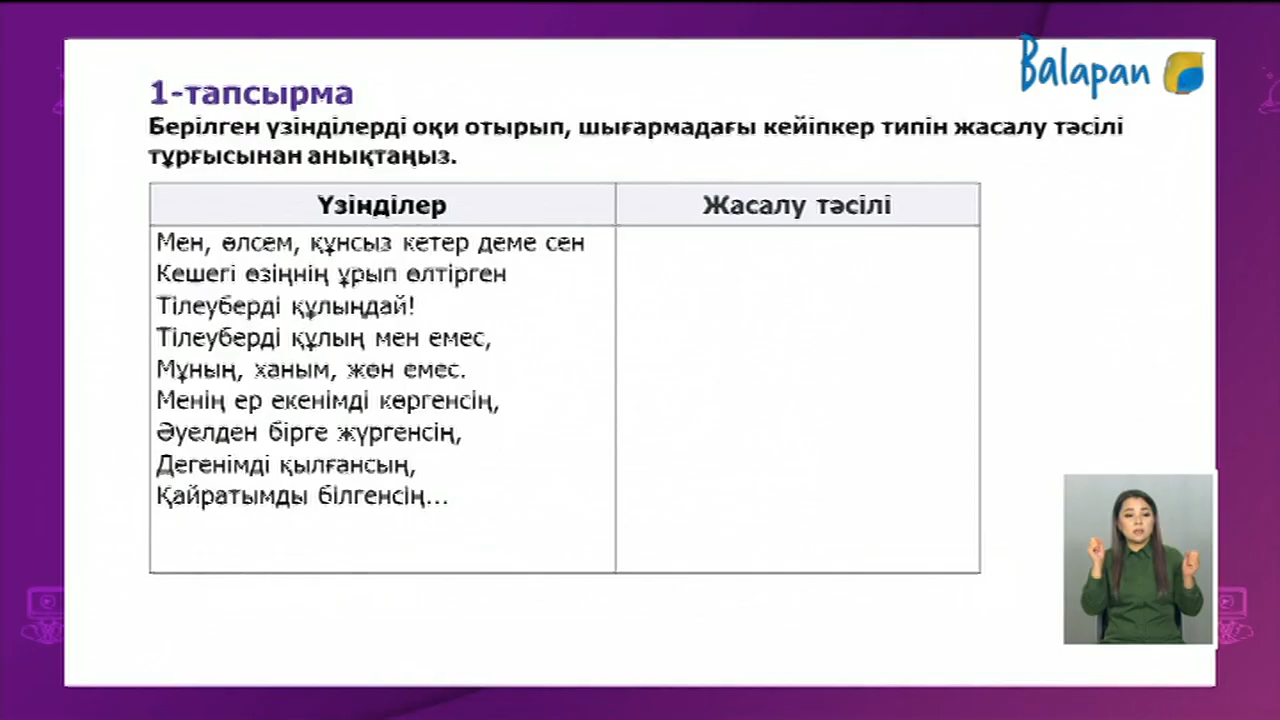 Balapan
1-тапсырма
Берілген үзінділерді оқи отырып, шығармадағы кейіпкер типін жасалу тәсілі
тұрғысынан анықтаңыз.
Үзінділер
Жасалу тәсілі
Мен, өлсем, құнсыз кетер деме сен
Кешегі өзіңнің ұрып өлтірген
Тілеуберді құлыңдай!
Тілеуберді құлың мен емес,
Мұның, ханым, жөн емес.
Менің ер екенімді көргенсің,
Әуелден бірге жүргенсің,
Дегенімді қылғансың,
Қайратымды білгенсің...